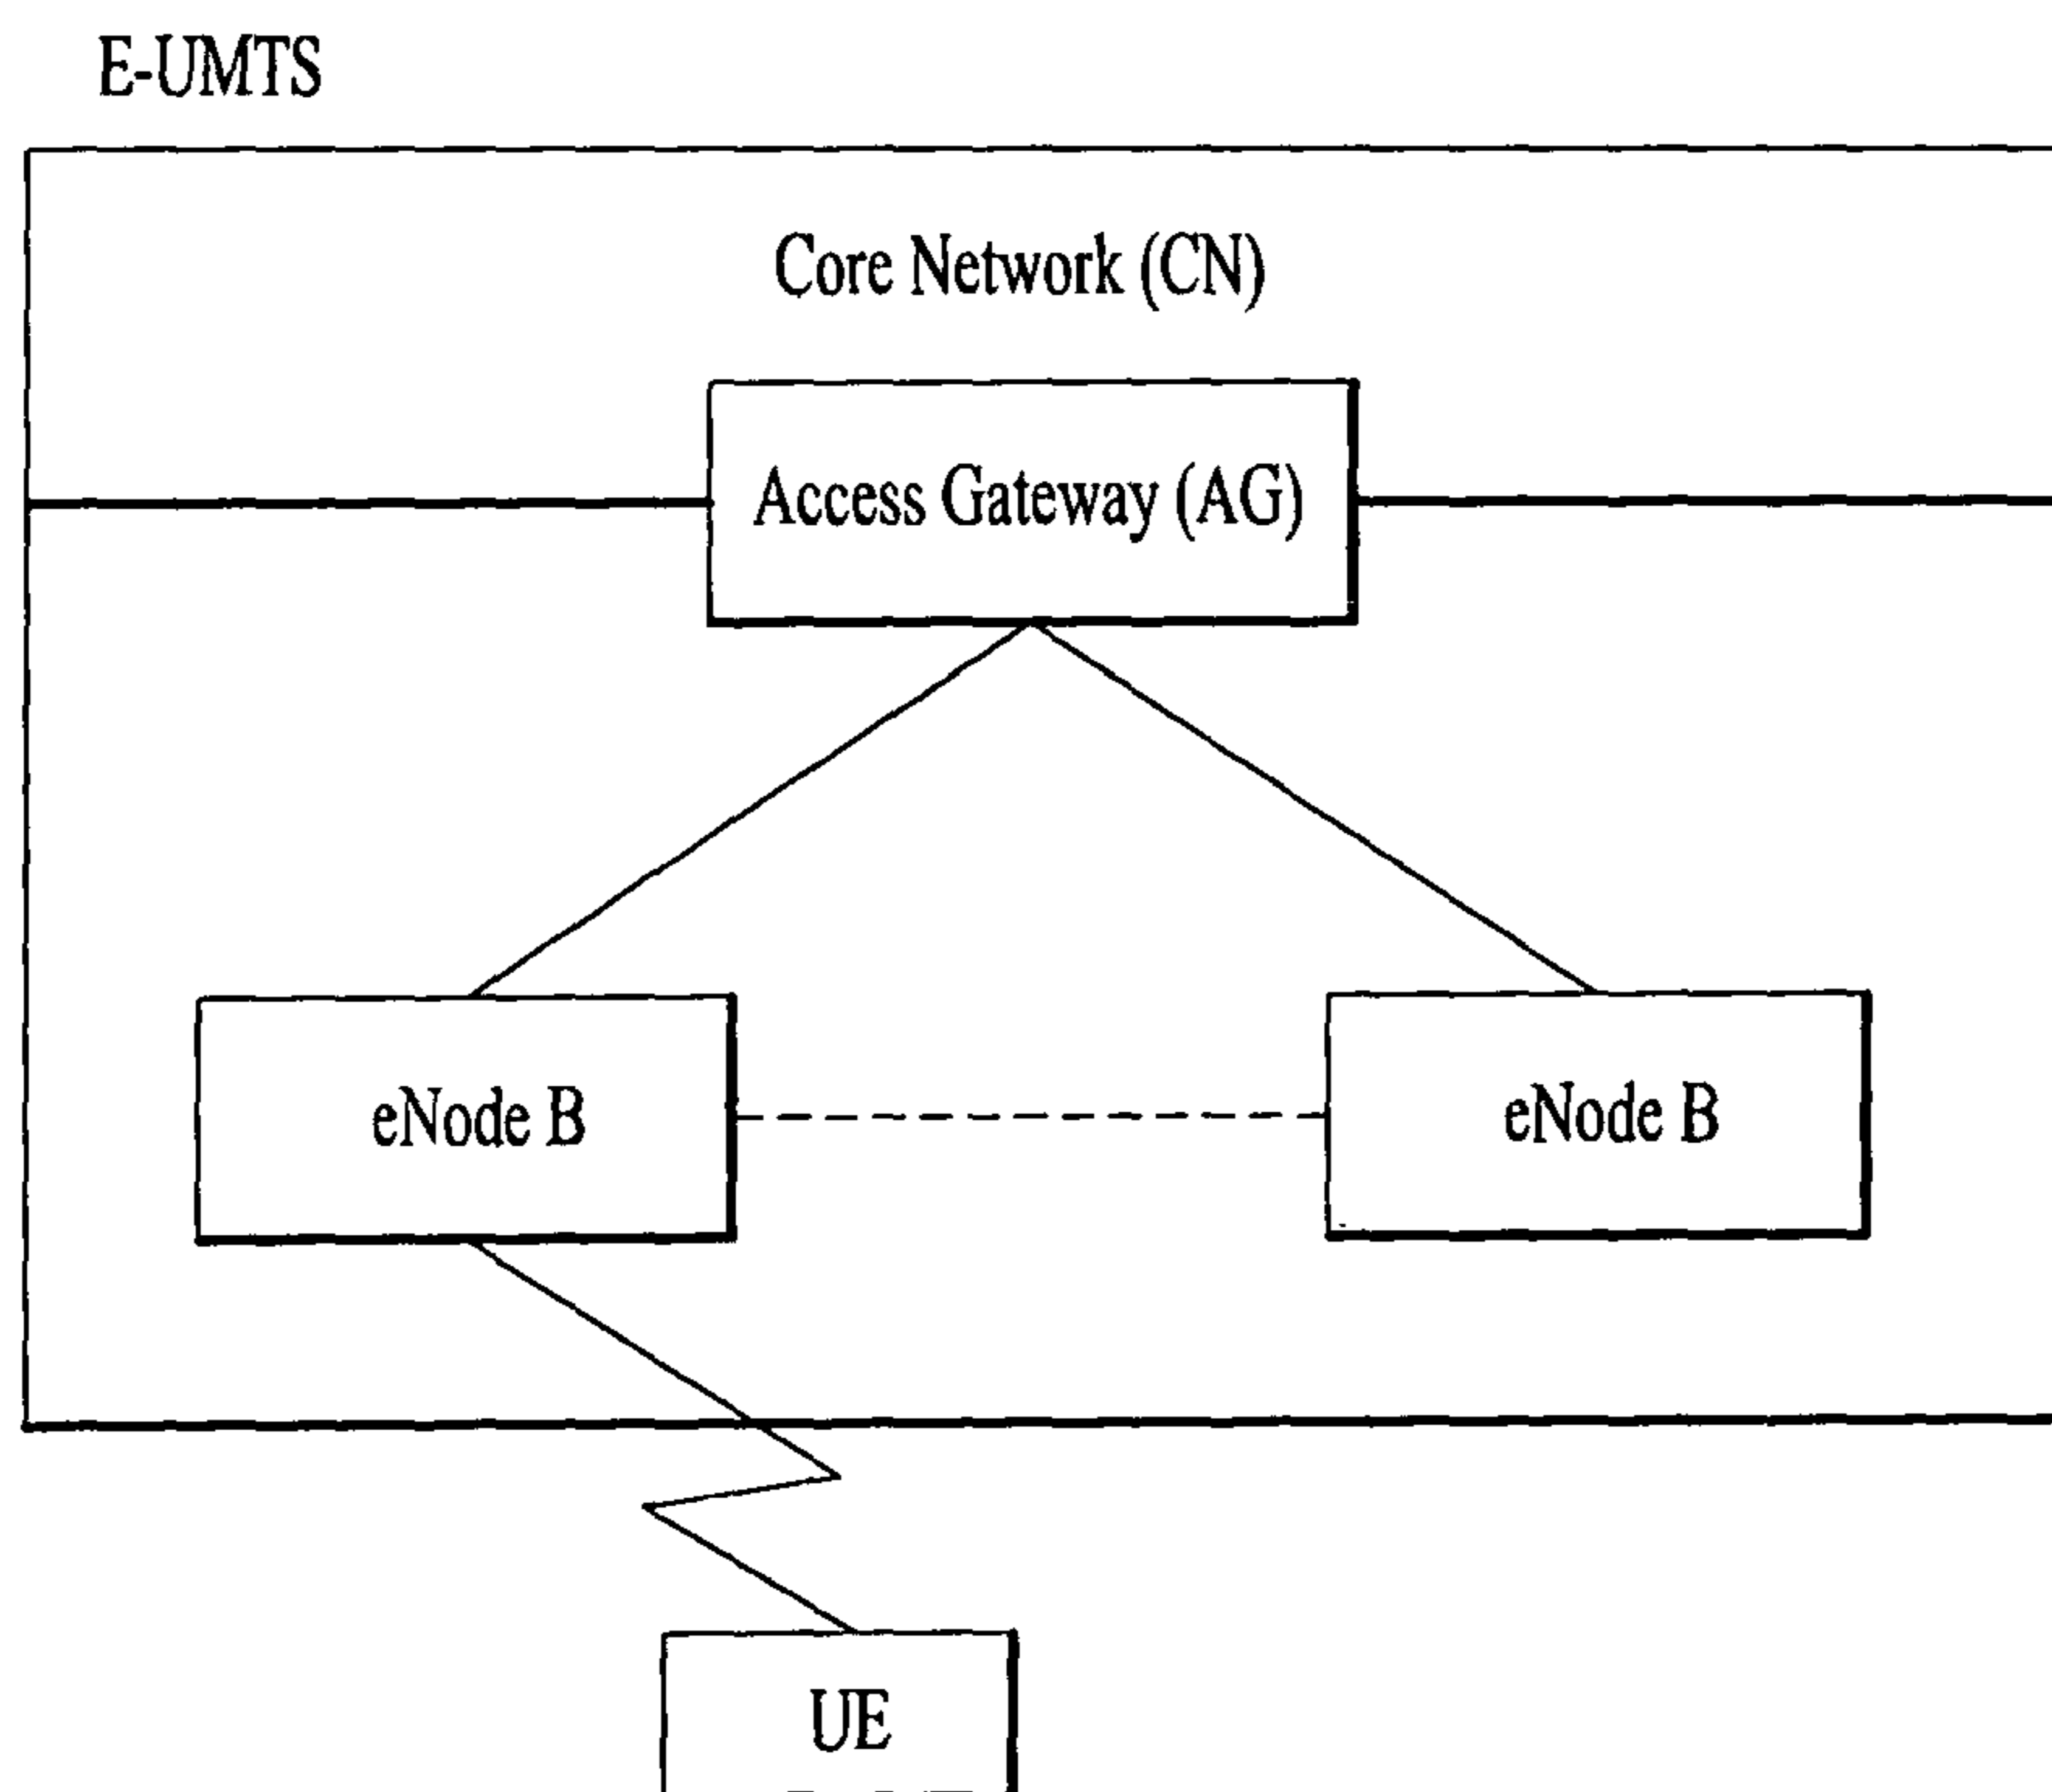 E-UMTS
Core Network (CN)
Access Gateway (AG)
eNode B
eNode B
UE